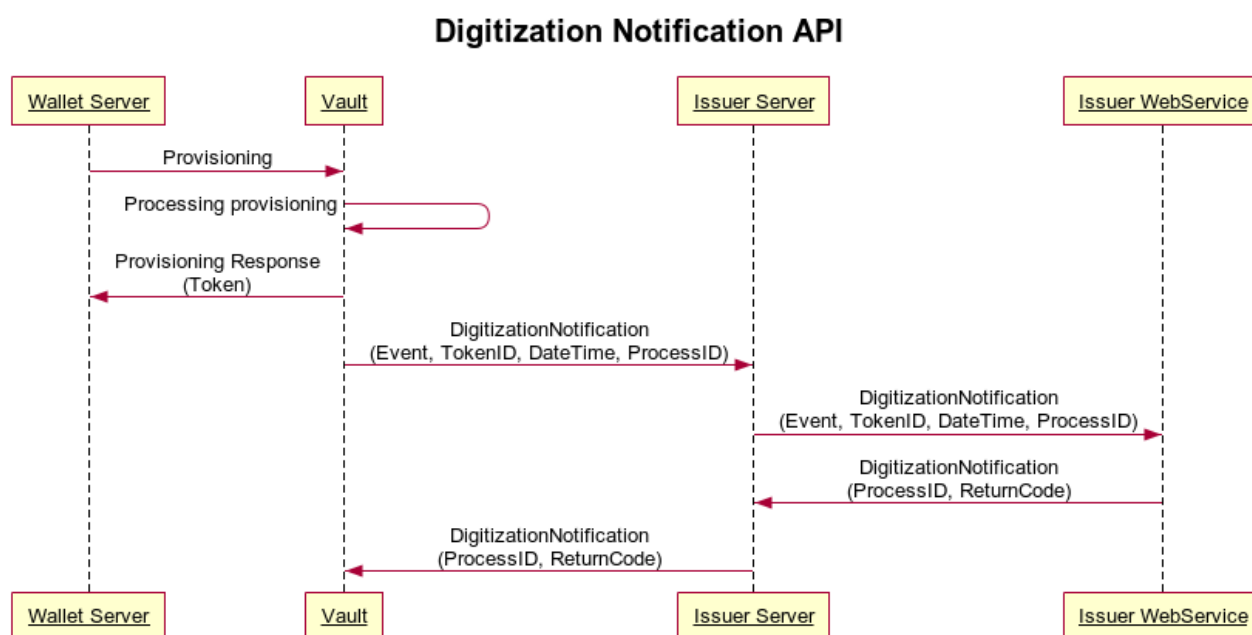 Digitization Notification API
Wallet Server
Vault
Issuer Server
Issuer WebService
Provisioning
Processing provisioning
Provisioning Response
(Token)
DigitizationNotification
(Event, TokenID, DateTime, ProcessID)
DigitizationNotification
(Event, TokenID, DateTime, ProcessID)
DigitizationNotification
(ProcessID, ReturnCode)
DigitizationNotification
(ProcessID, ReturnCode)
Wallet Server
Vault
Issuer Server
Issuer WebService